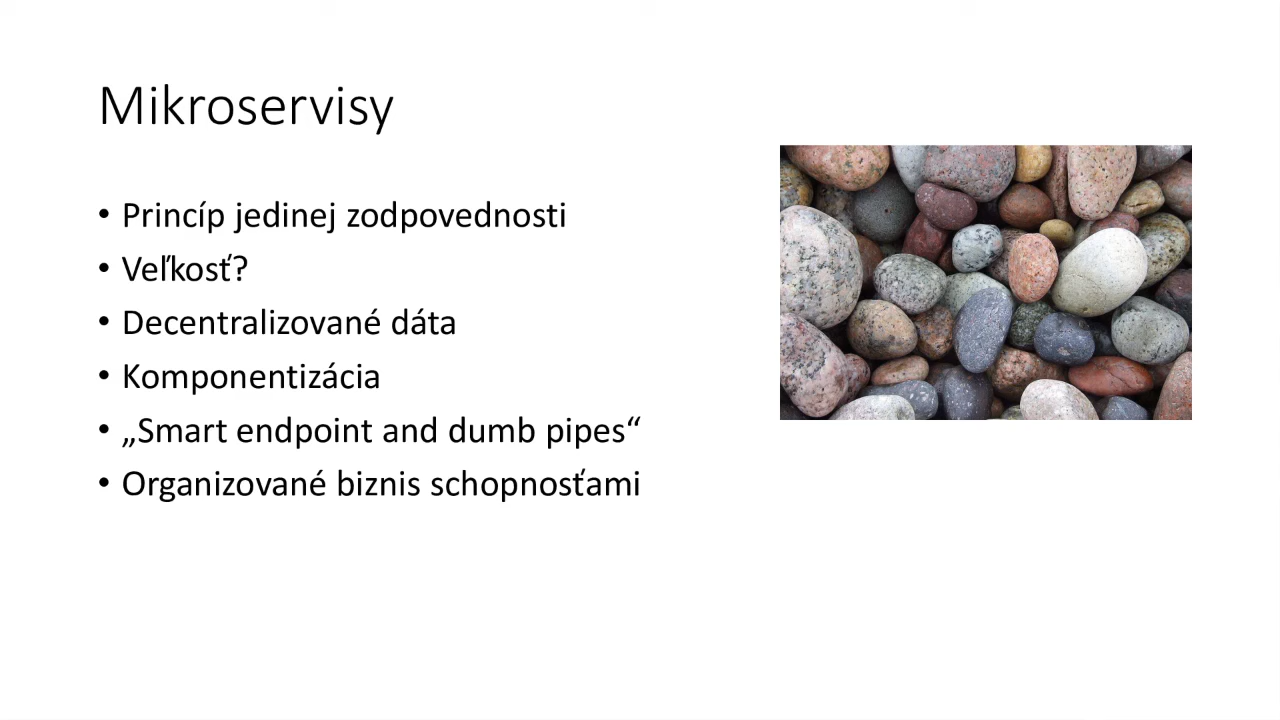 Mikroservisy
• Princíp jedinej zodpovednosti
• Veľkosť?
• Decentralizované dáta
• Komponentizácia
• „Smart endpoint and dumb pipes“
• Organizované biznis schopnosťami